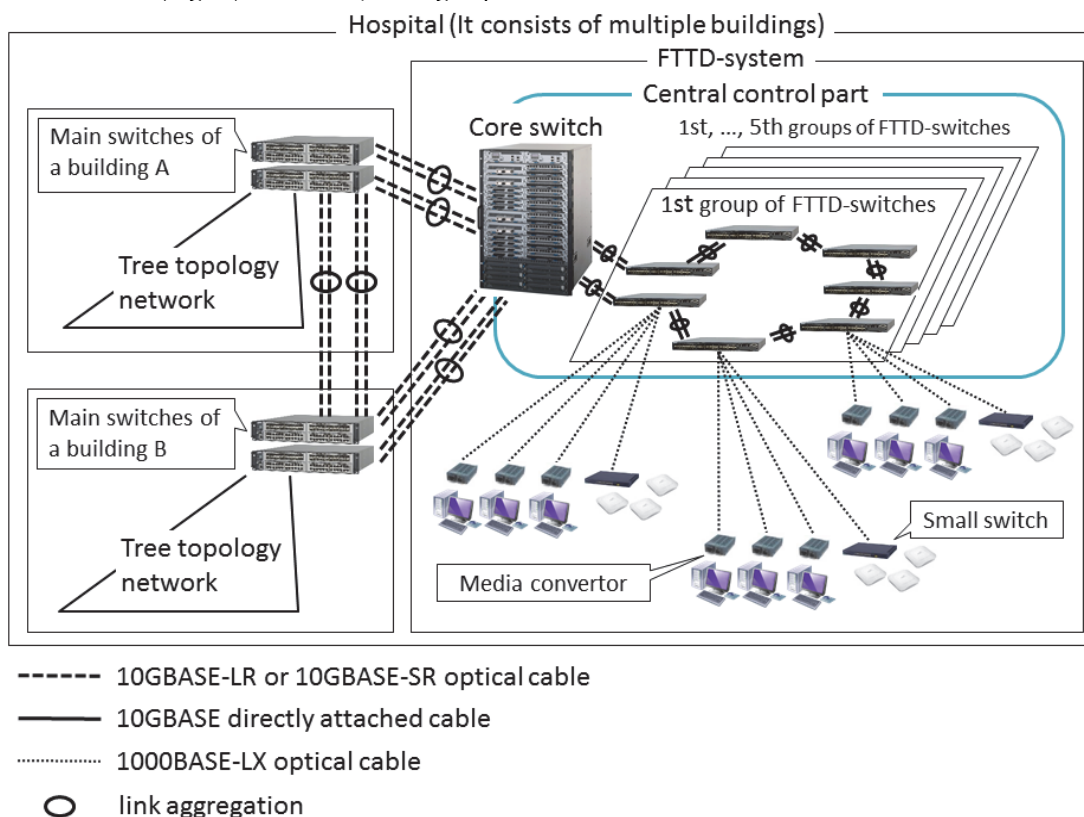 Hospital (It consists of multiple buildings)
FTTD-system
Central control part
Main switches of
a building A
Core switch
1st, ..., 5th groups of FTTD-switches
1st group of FTTD-switches
Tree topology
network
Main switches of
a building B
Tree topology
network
Small switch
Media convertor
10GBASE-LR or 10GBASE-SR optical cable
10GBASE directly attached cable
1000BASE-LX optical cable
link aggregation